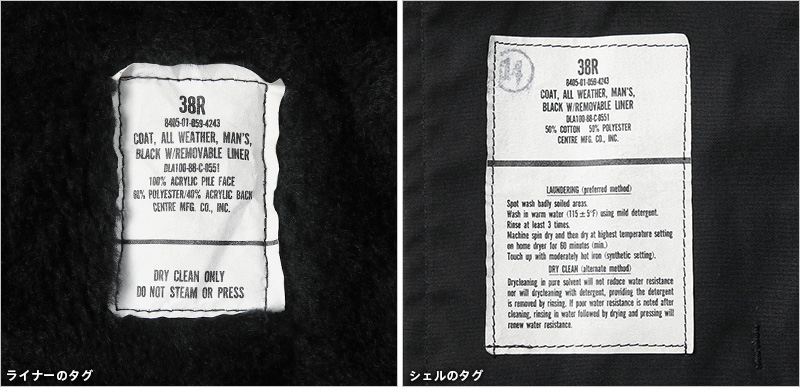 38R
8405-01-059-4243
COAT, ALL WEATHER, MAN'S,
BLACK W/REMOVABLE LINER
DLA100-88-C-0551
100% ACRYLIC PILE FACE
60% POLYESTER/40% ACRYLIC BACK
CENTRE MFG. CO., INC.
DRY CLEAN ONLY
DO NOT STEAM OR PRESS
ライナーのタグ
14
38R
8405-01-059-4243
COAT, ALL WEATHER, MAN'S,
BLACK W/REMOVABLE LINER
DLA100-88-C-0551
50% COTTON 50% POLYESTER
CENTRE MFG. CO., INC.
LAUNDERING (preferred method)
Spot wash badly soiled areas.
Wash in warm water (115 ± 5°F) using mild detergent.
Rinse at least 3 times.
Machine spin dry and then dry at highest temperature setting
on home dryer for 60 minutes (min.)
Touch up with moderately hot iron (synthetic setting).
DRY CLEAN (alternate method)
Drycleaning in pure solvent will not reduce water resistance
nor will drycleaning with detergent, providing the detergent
is removed by rinsing. If poor water resistance is noted after
cleaning, rinsing in water followed by drying and pressing will
renew water resistance.
シェルのタグ